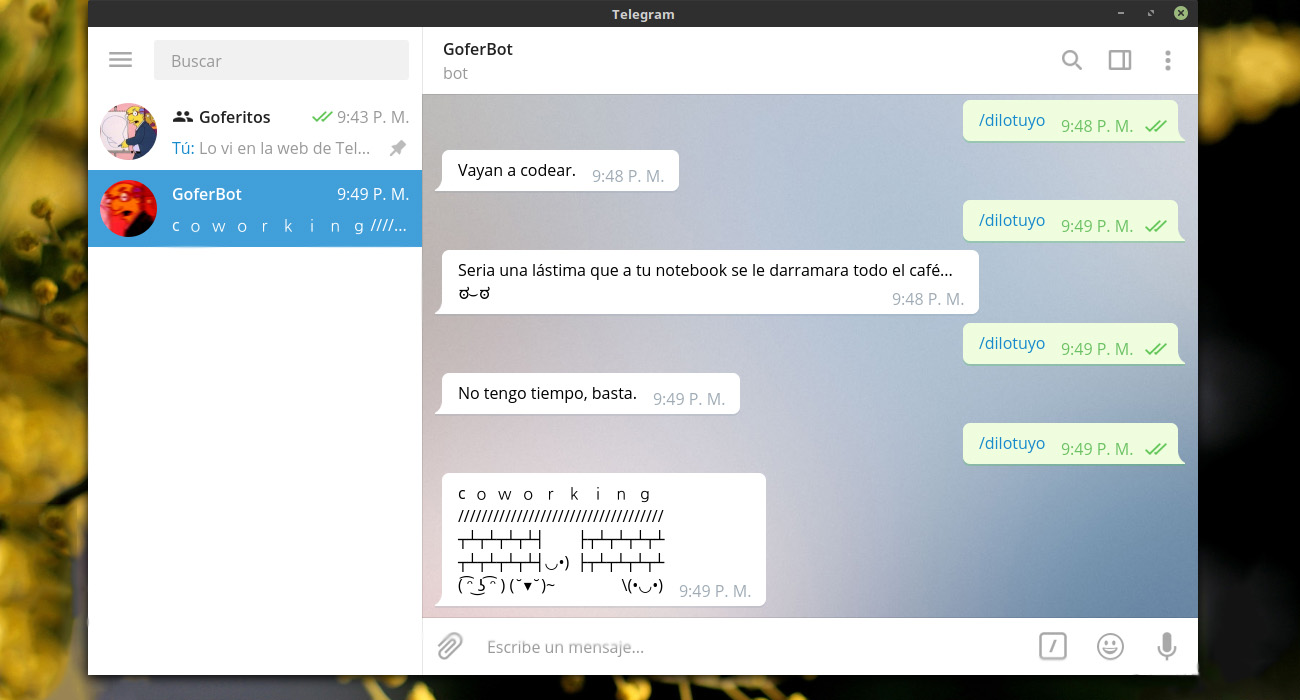 Telegram
Buscar
Goferitos 9:43 P. M.
Tú: Lo vi en la web de Tel...
GoferBot 9:49 P. M.
c o w o r k i n g ////...
GoferBot
bot
/dilotuyo 9:48 P. M.
Vayan a codear. 9:48 P. M.
/dilotuyo 9:49 P. M.
Seria una lástima que a tu notebook se le darramara todo el café...
ಠ⌣ಠ 9:48 P. M.
/dilotuyo 9:49 P. M.
No tengo tiempo, basta. 9:49 P. M.
/dilotuyo 9:49 P. M.
c o w o r k i n g
///////////////////////////////////
┬┴┬┴┬┴┬┴┤   ├┬┴┬┴┬┴┬┴
┬┴┬┴┬┴┬┴┤◡•) ├┬┴┬┴┬┴┬┴
( ͡ᵔ ͜ʖ ͡ᵔ ) (˘▾˘)~   \(•◡•) 9:49 P. M.
Escribe un mensaje...